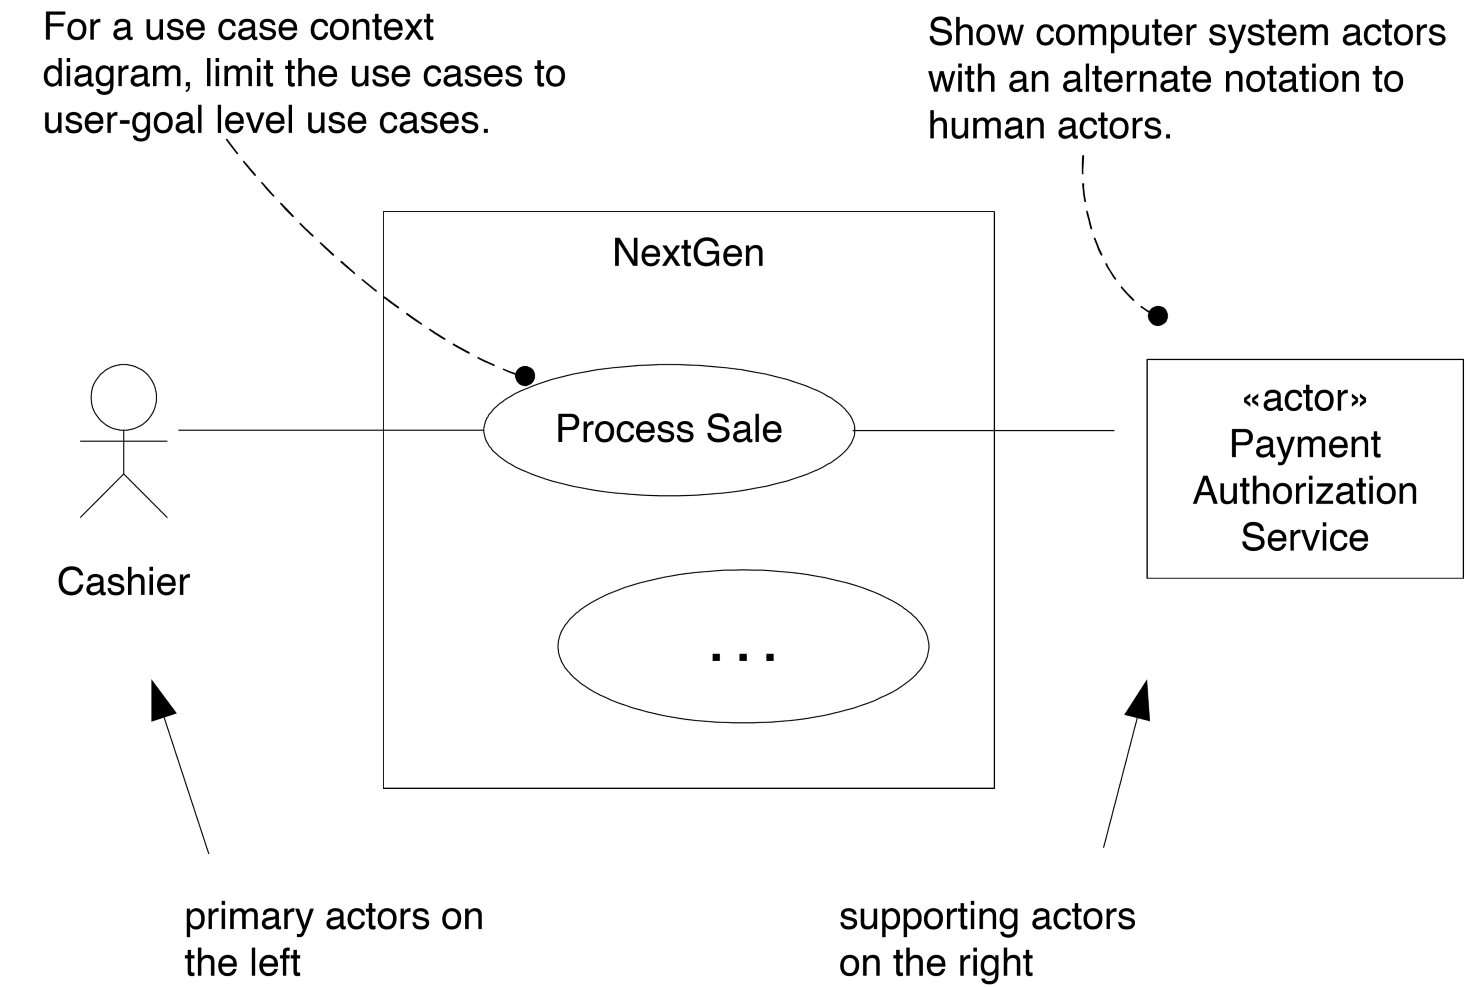 For a use case context
diagram, limit the use cases to
user-goal level use cases.
Show computer system actors
with an alternate notation to
human actors.
NextGen
Process Sale
«actor»
Payment
Authorization
Service
Cashier
. . .
primary actors on
the left
supporting actors
on the right